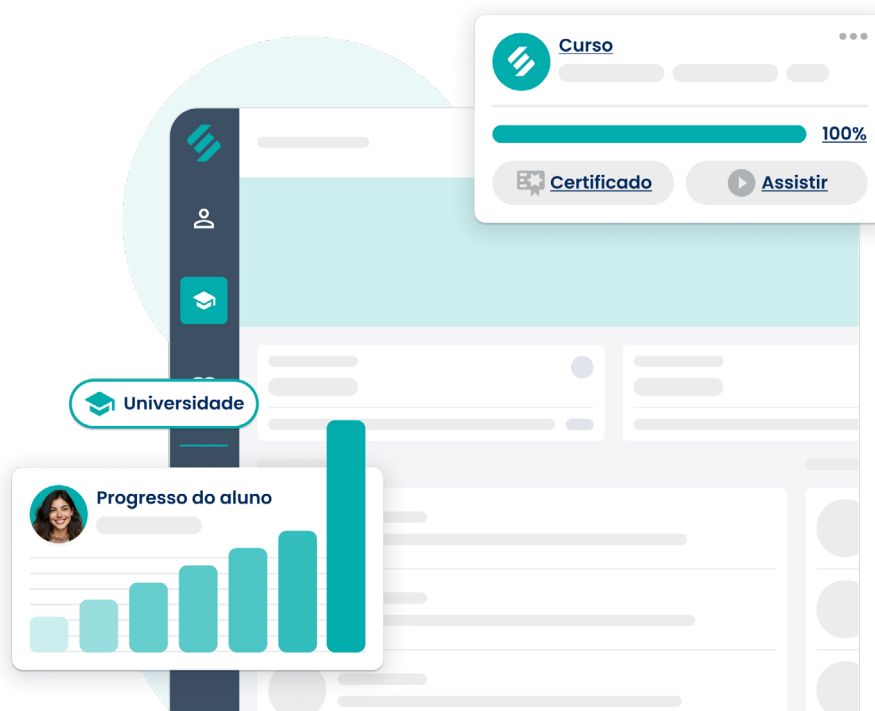 Curso
100%
Certificado
Assistir
Universidade
Progresso do aluno